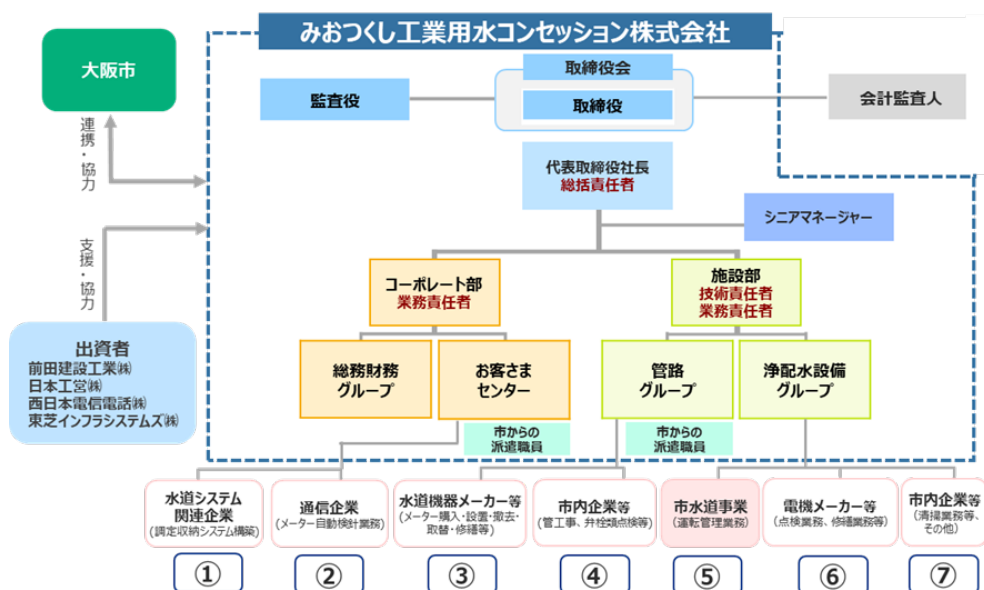 みおつくし工業用水コンセッション株式会社
大阪市
取締役会
監査役
取締役
会計監査人
連携・協力
代表取締役社長
総括責任者
シニアマネージャー
支援・協力
コーポレート部
業務責任者
施設部
技術責任者
業務責任者
出資者
前田建設工業㈱
日本工営㈱
西日本電信電話㈱
東芝インフラシステムズ㈱
総務財務
グループ
お客さま
センター
管路
グループ
浄配水設備
グループ
市からの
派遣職員
市からの
派遣職員
水道システム
関連企業
(調定収納システム構築)
通信企業
(メーター自動検針業務)
水道機器メーカー等
(メーター購入・設置・撤去・
取替・修繕等)
市内企業等
(管工事、弁栓類点検等)
市水道事業
(運転管理業務)
電機メーカー等
(点検業務、修繕業務等)
市内企業等
(清掃業務等、
その他)
①
②
③
④
⑤
⑥
⑦